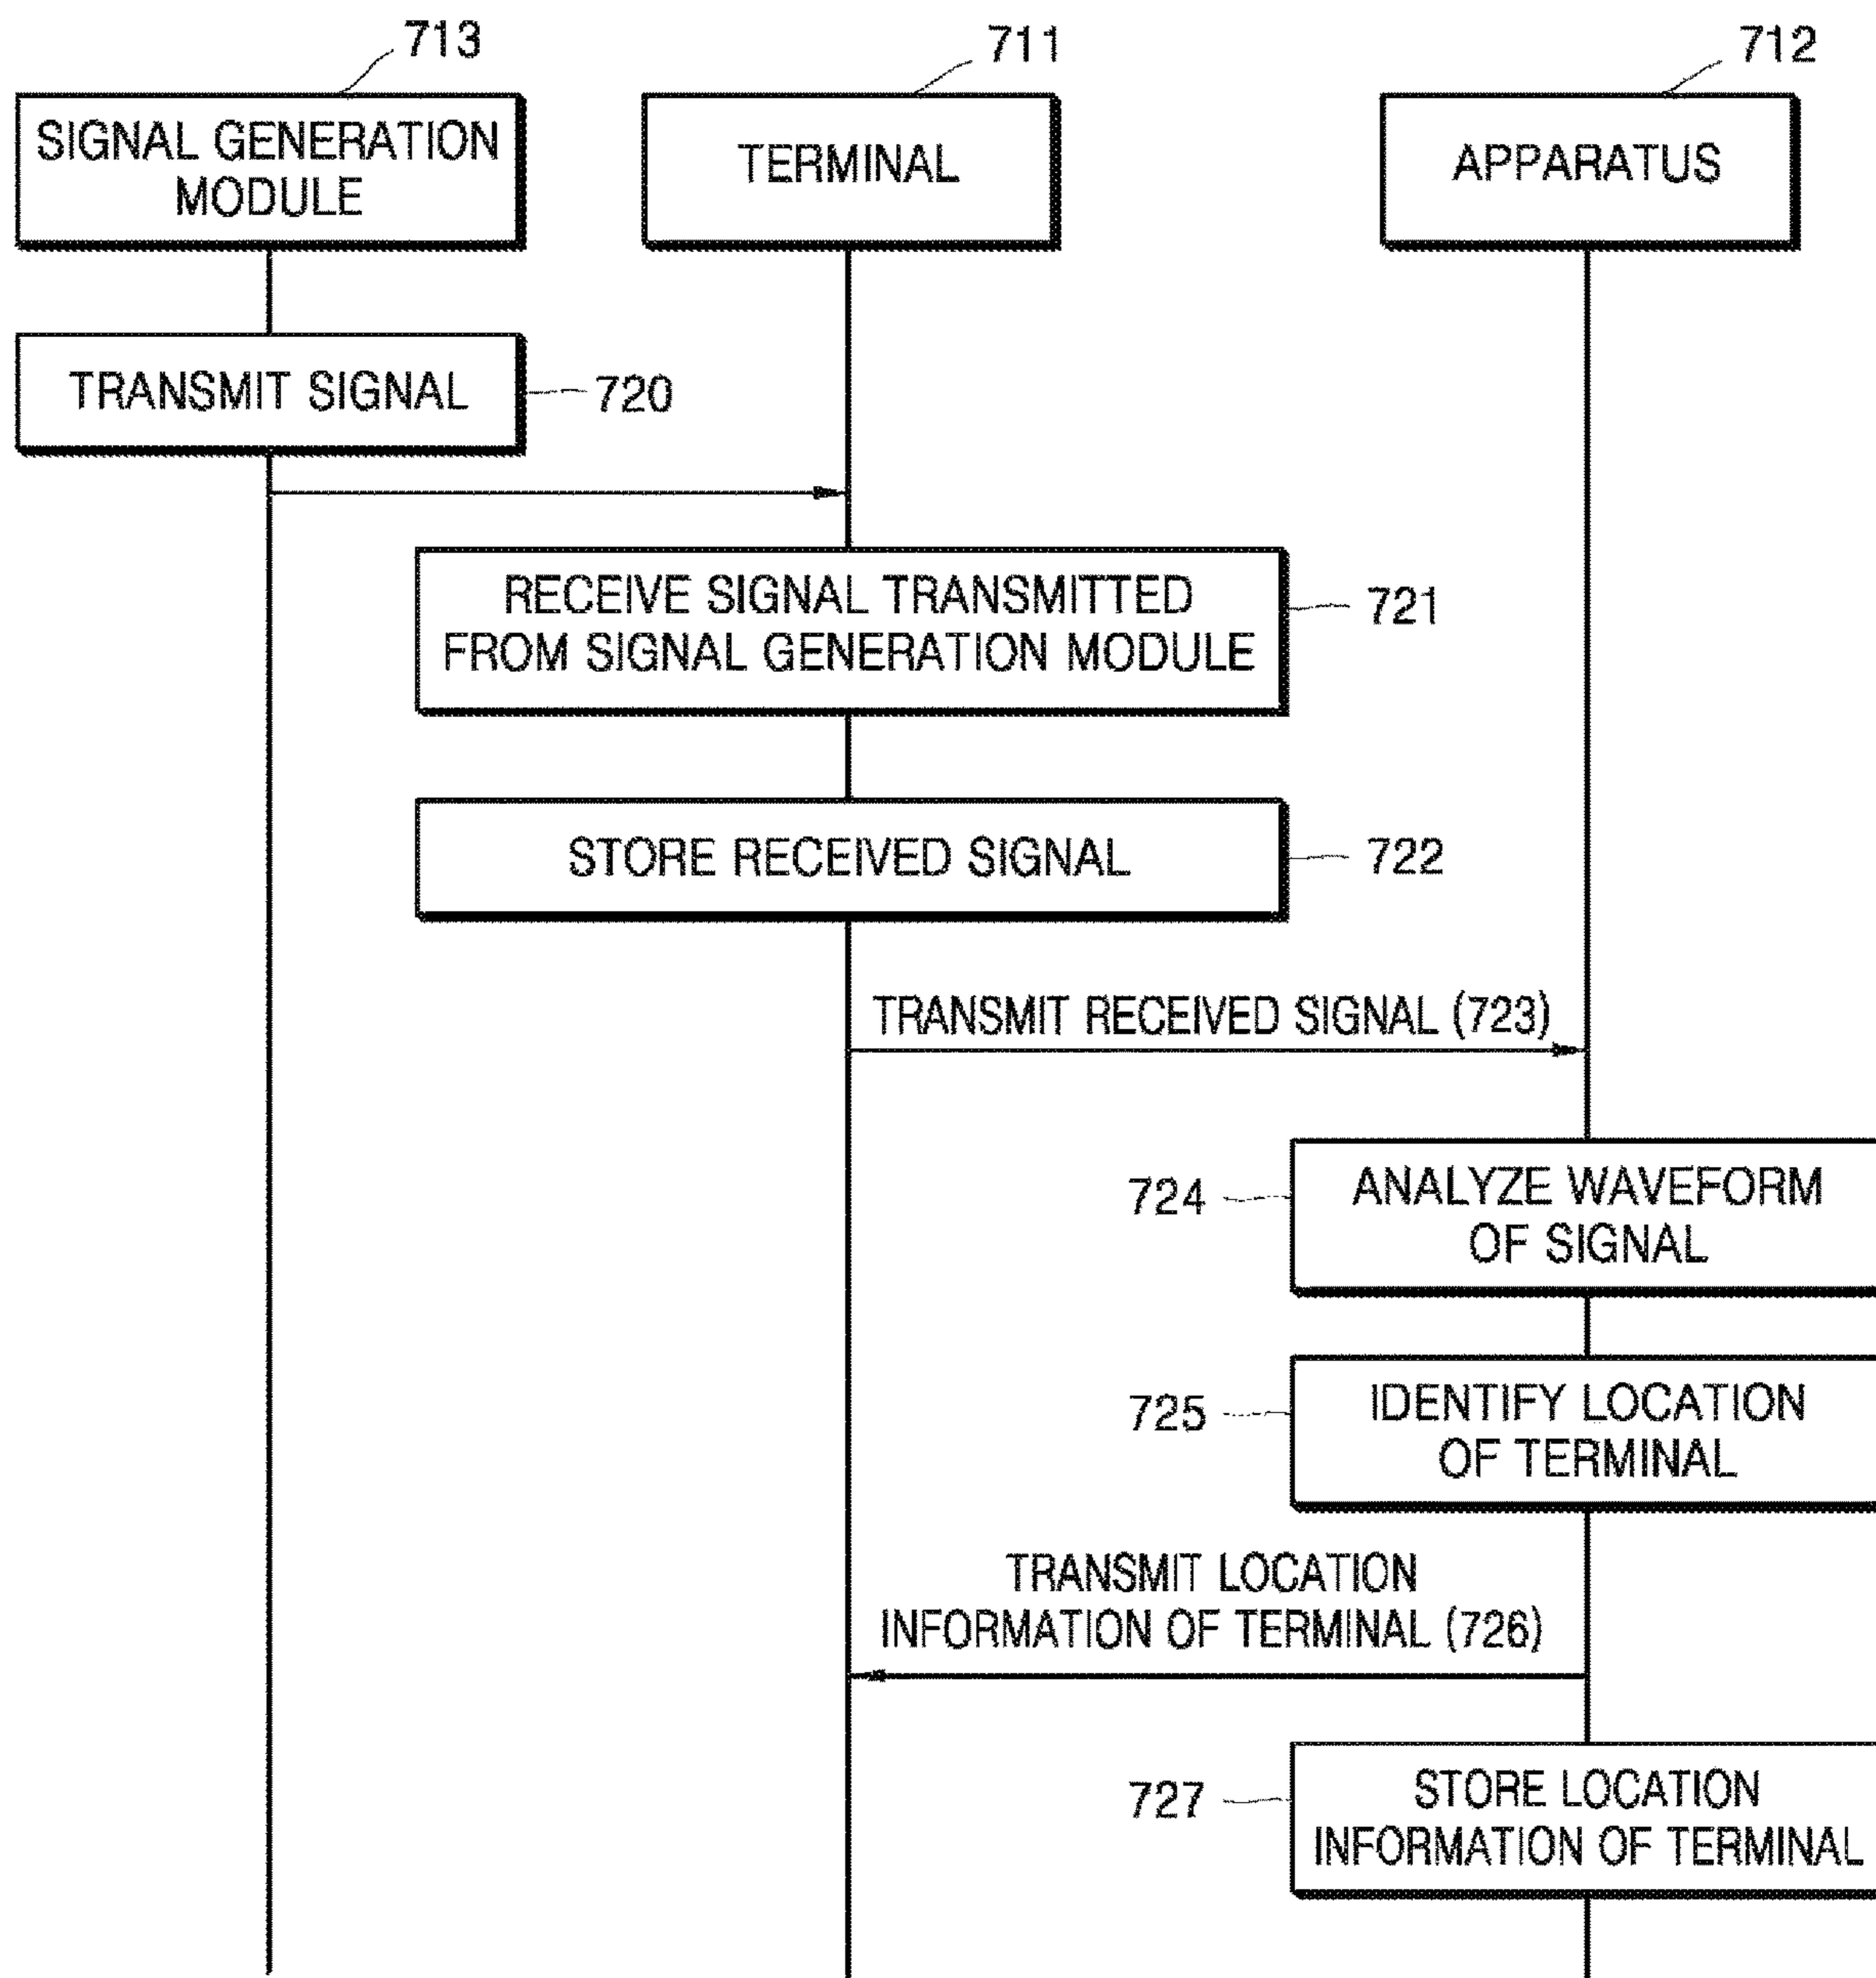 713
711
712
SIGNAL GENERATION
MODULE
TERMINAL
APPARATUS
TRANSMIT SIGNAL
720
RECEIVE SIGNAL TRANSMITTED
FROM SIGNAL GENERATION MODULE
721
STORE RECEIVED SIGNAL
722
TRANSMIT RECEIVED SIGNAL (723)
724
ANALYZE WAVEFORM
OF SIGNAL
725
IDENTIFY LOCATION
OF TERMINAL
TRANSMIT LOCATION
INFORMATION OF TERMINAL (726)
727
STORE LOCATION
INFORMATION OF TERMINAL